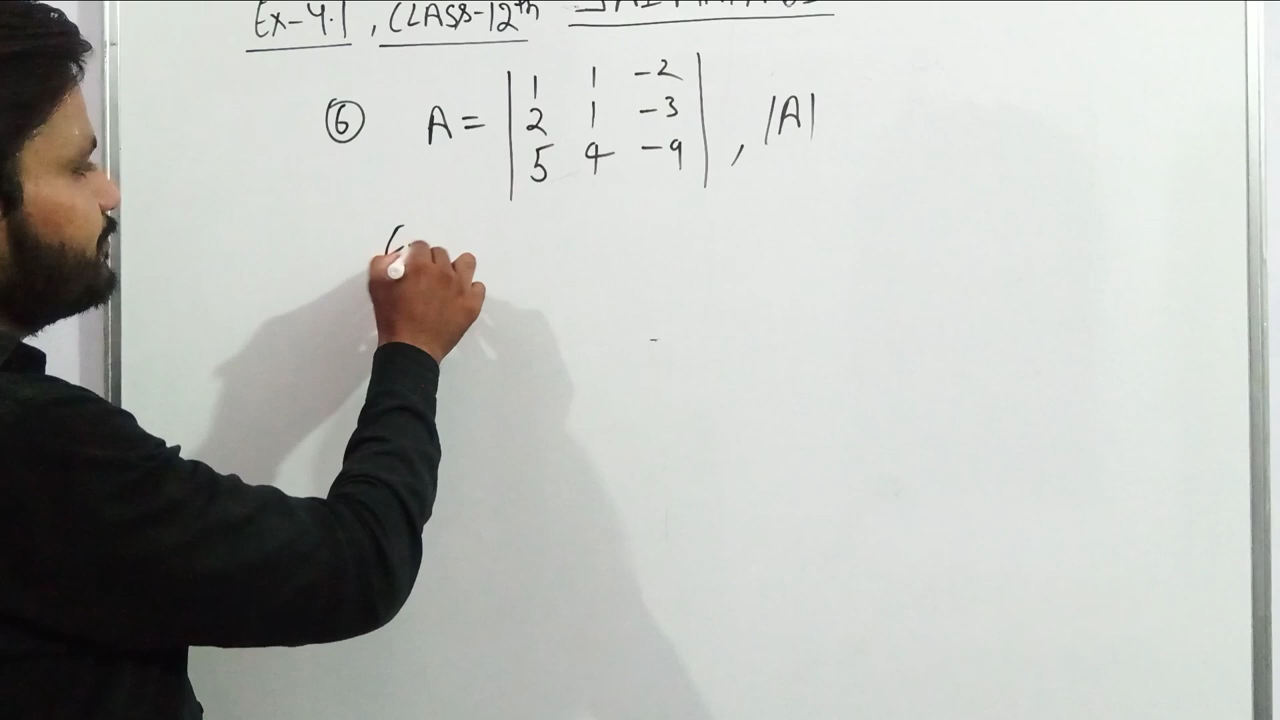 Ex-4.1, CLASS-12th
⑥ A = | 1 1 -2 |
| 2 1 -3 | , |A|
| 5 4 -9 |
(